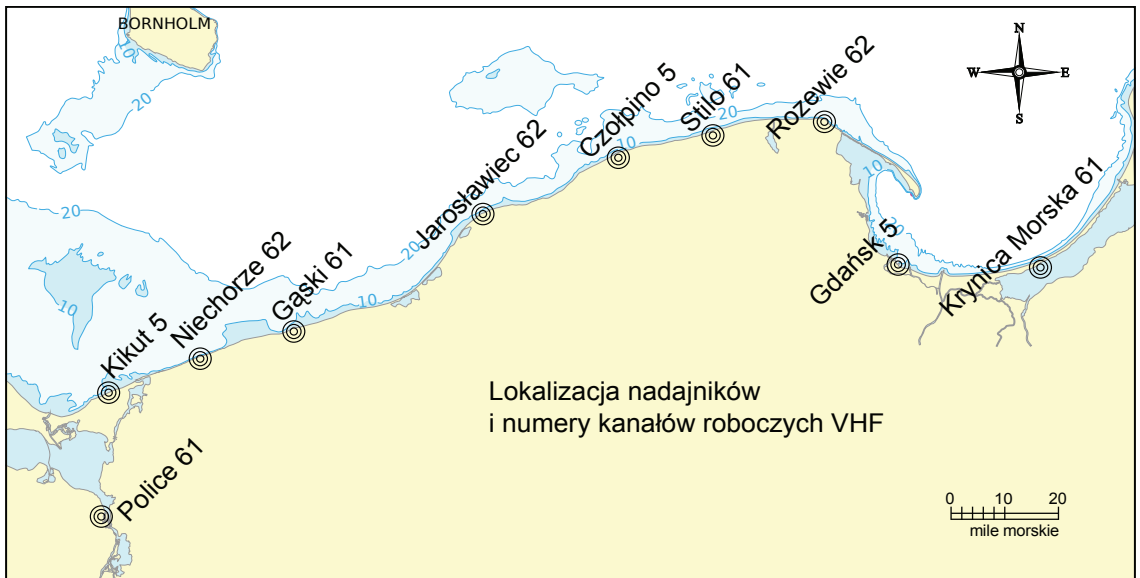 BORNHOLM
10
20
N
W E
S
Czołpino 5
Stilo 61
20
Rozewie 62
10
10
Jarosławiec 62
20
20
10
20
10
Niechorze 62
Gąski 61
Kikut 5
Gdańsk 5
Krynica Morska 61
Lokalizacja nadajników
i numery kanałów roboczych VHF
Police 61
0 10 20
mile morskie